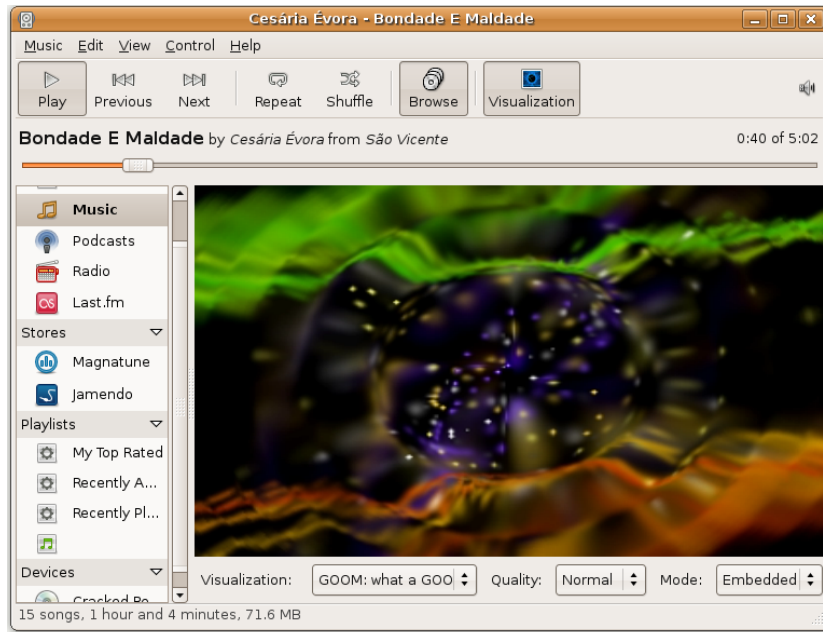 Cesária Évora - Bondade E Maldade
Music Edit View Control Help
Play Previous Next Repeat Shuffle Browse Visualization
Bondade E Maldade by Cesária Évora from São Vicente 0:40 of 5:02
Music
Podcasts
Radio
Last.fm
Stores
Magnatune
Jamendo
Playlists
My Top Rated
Recently A...
Recently Pl...
Devices
Cracked Re...
Visualization: GOOM: what a GOO Quality: Normal Mode: Embedded
15 songs, 1 hour and 4 minutes, 71.6 MB